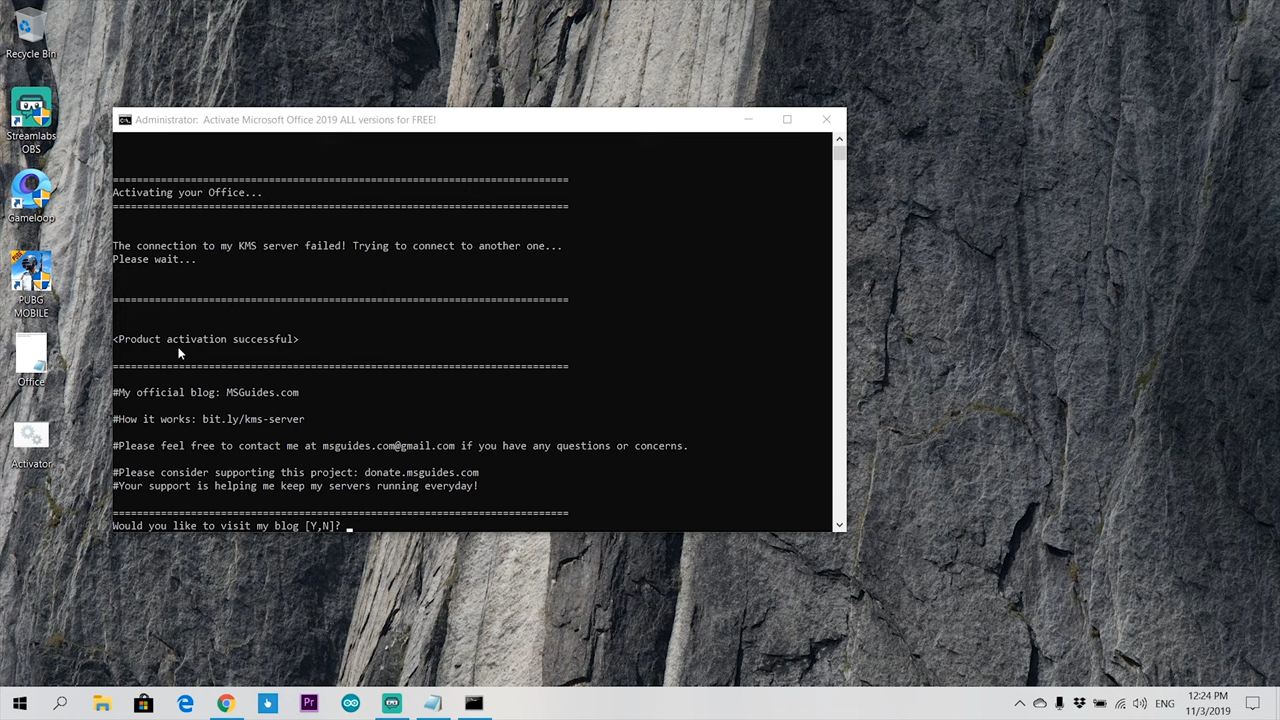 Recycle Bin
Streamlabs
OBS
Gameloop
PUBG
MOBILE
Office
Activator
Administrator:  Activate Microsoft Office 2019 ALL versions for FREE!
============================================================================
Activating your Office...
============================================================================
The connection to my KMS server failed! Trying to connect to another one...
Please wait...
============================================================================
<Product activation successful>
============================================================================
#My official blog: MSGuides.com
#How it works: bit.ly/kms-server
#Please feel free to contact me at msguides.com@gmail.com if you have any questions or concerns.
#Please consider supporting this project: donate.msguides.com
#Your support is helping me keep my servers running everyday!
============================================================================
Would you like to visit my blog [Y,N]?
Pr
ENG
12:24 PM
11/3/2019